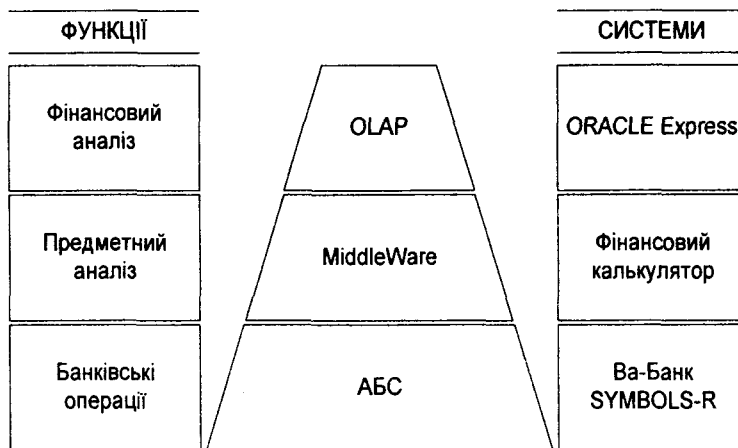 ФУНКЦІЇ
СИСТЕМИ
Фінансовий
аналіз
OLAP
ORACLE Express
Предметний
аналіз
MiddleWare
Фінансовий
калькулятор
Банківські
операції
АБС
Ва-Банк
SYMBOLS-R